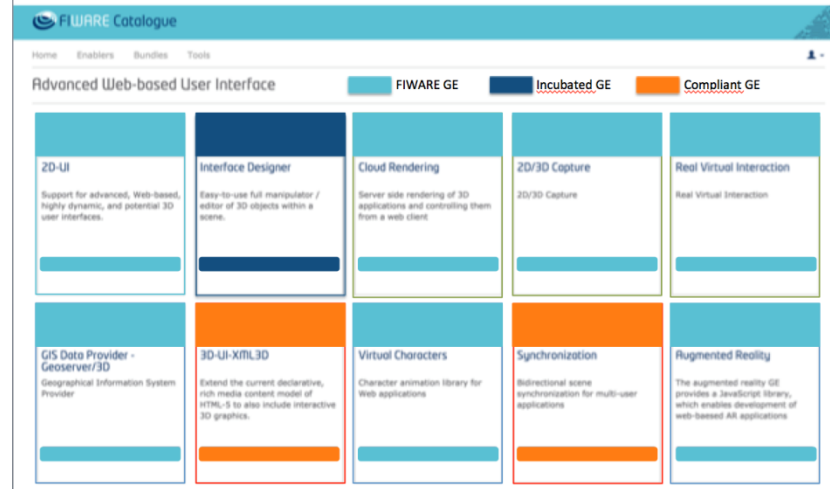 FIWARE Catalogue
Home Enablers Bundles Tools
Advanced Web-based User Interface
FIWARE GE
Incubated GE
Compliant GE
2D-UI
Support for advanced, Web-based,
highly dynamic, and potential 3D
user interfaces.
Interface Designer
Easy-to-use full manipulator /
editor of 3D objects within a
scene.
Cloud Rendering
Server side rendering of 3D
applications and controlling them
from a web client
2D/3D Capture
2D/3D Capture
Real Virtual Interaction
Real Virtual Interaction
GIS Data Provider -
Geoserver/3D
Geographical Information System
Provider
3D-UI-XML3D
Extend the current declarative,
rich media content model of
HTML-5 to also include interactive
3D graphics.
Virtual Characters
Character animation library for
Web applications
Synchronization
Bidirectional scene
synchronization for multi-user
applications
Augmented Reality
The augmented reality GE
provides a JavaScript library,
which enables development of
web-baesed AR applications